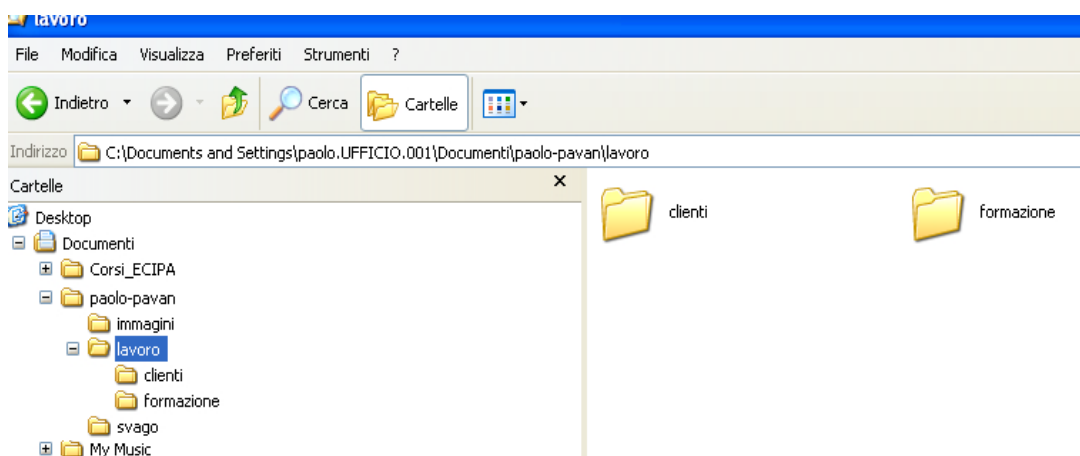 lavoro
File Modifica Visualizza Preferiti Strumenti ?
Indietro Cerca Cartelle
Indirizzo C:\Documents and Settings\paolo.UFFICIO.001\Documenti\paolo-pavan\lavoro
Cartelle
Desktop
Documenti
Corsi_ECIPA
paolo-pavan
immagini
lavoro
clienti
formazione
svago
My Music
clienti formazione